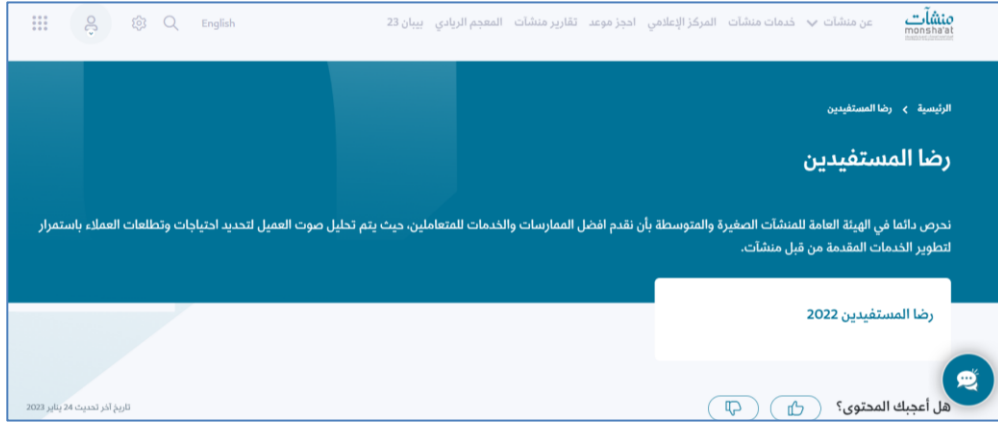 منشآت
monsha'at
عن منشآت خدمات منشآت المركز الإعلامي احجز موعد تقارير منشآت المعجم الريادي بيبان 23
English
الرئيسية > رضا المستفيدين
رضا المستفيدين
نحرص دائما في الهيئة العامة للمنشآت الصغيرة والمتوسطة بأن نقدم افضل الممارسات والخدمات للمتعاملين، حيث يتم تحليل صوت العميل لتحديد احتياجات وتطلعات العملاء باستمرار
لتطوير الخدمات المقدمة من قبل منشآت.
رضا المستفيدين 2022
هل أعجبك المحتوى؟
تاريخ آخر تحديث 24 يناير 2023